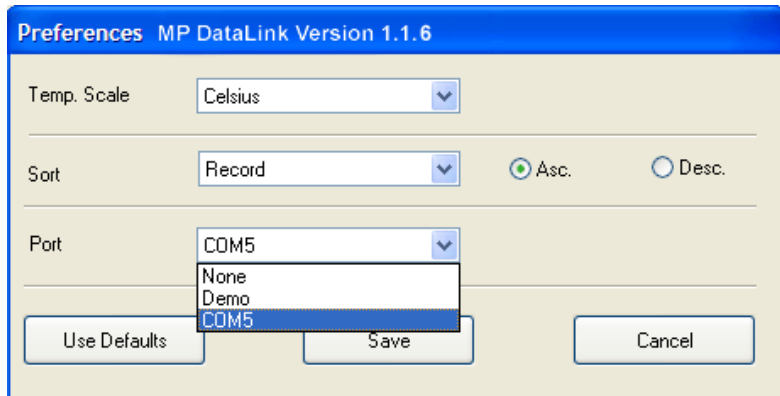 Preferences MP DataLink Version 1.1.6
Temp. Scale Celsius
Sort Record Asc. Desc.
Port COM5
None
Demo
COM5
Use Defaults Save Cancel